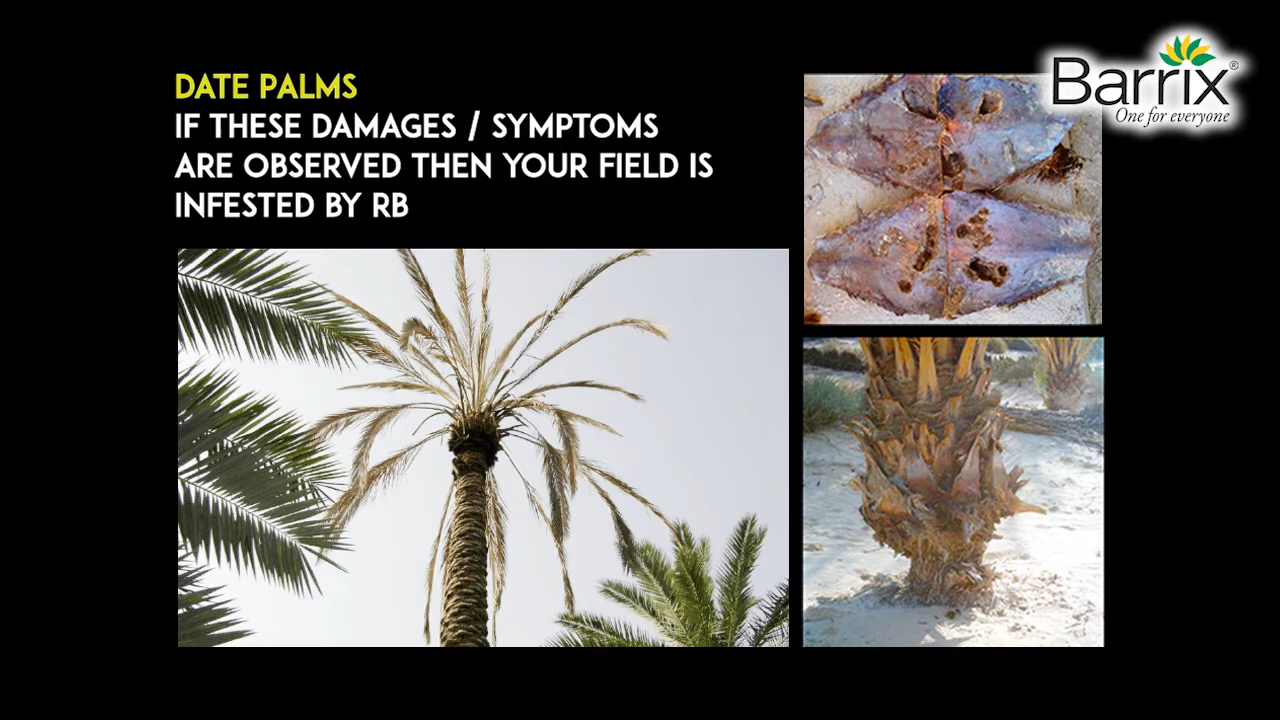 DATE PALMS
IF THESE DAMAGES / SYMPTOMS
ARE OBSERVED THEN YOUR FIELD IS
INFESTED BY RB
Barrix®
One for everyone